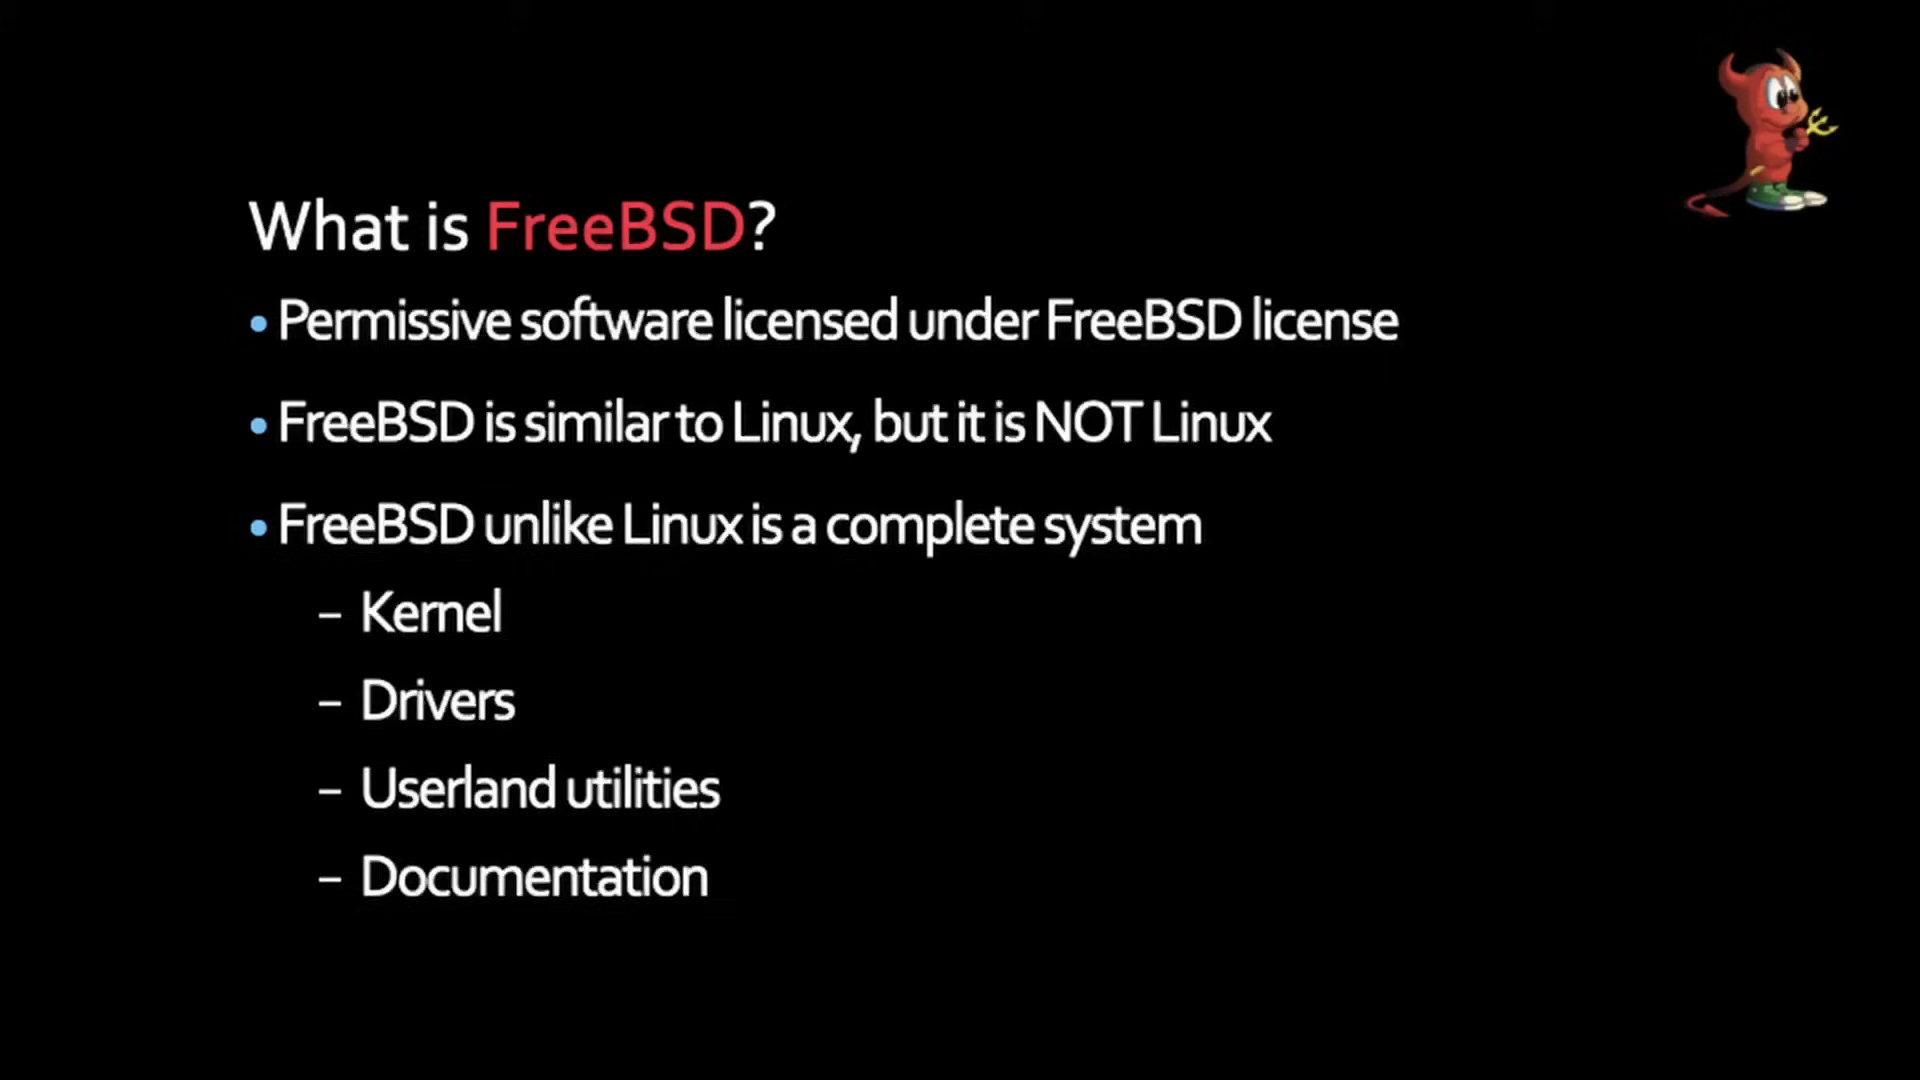 What is FreeBSD?
• Permissive software licensed under FreeBSD license
• FreeBSD is similar to Linux, but it is NOT Linux
• FreeBSD unlike Linux is a complete system
– Kernel
– Drivers
– Userland utilities
– Documentation